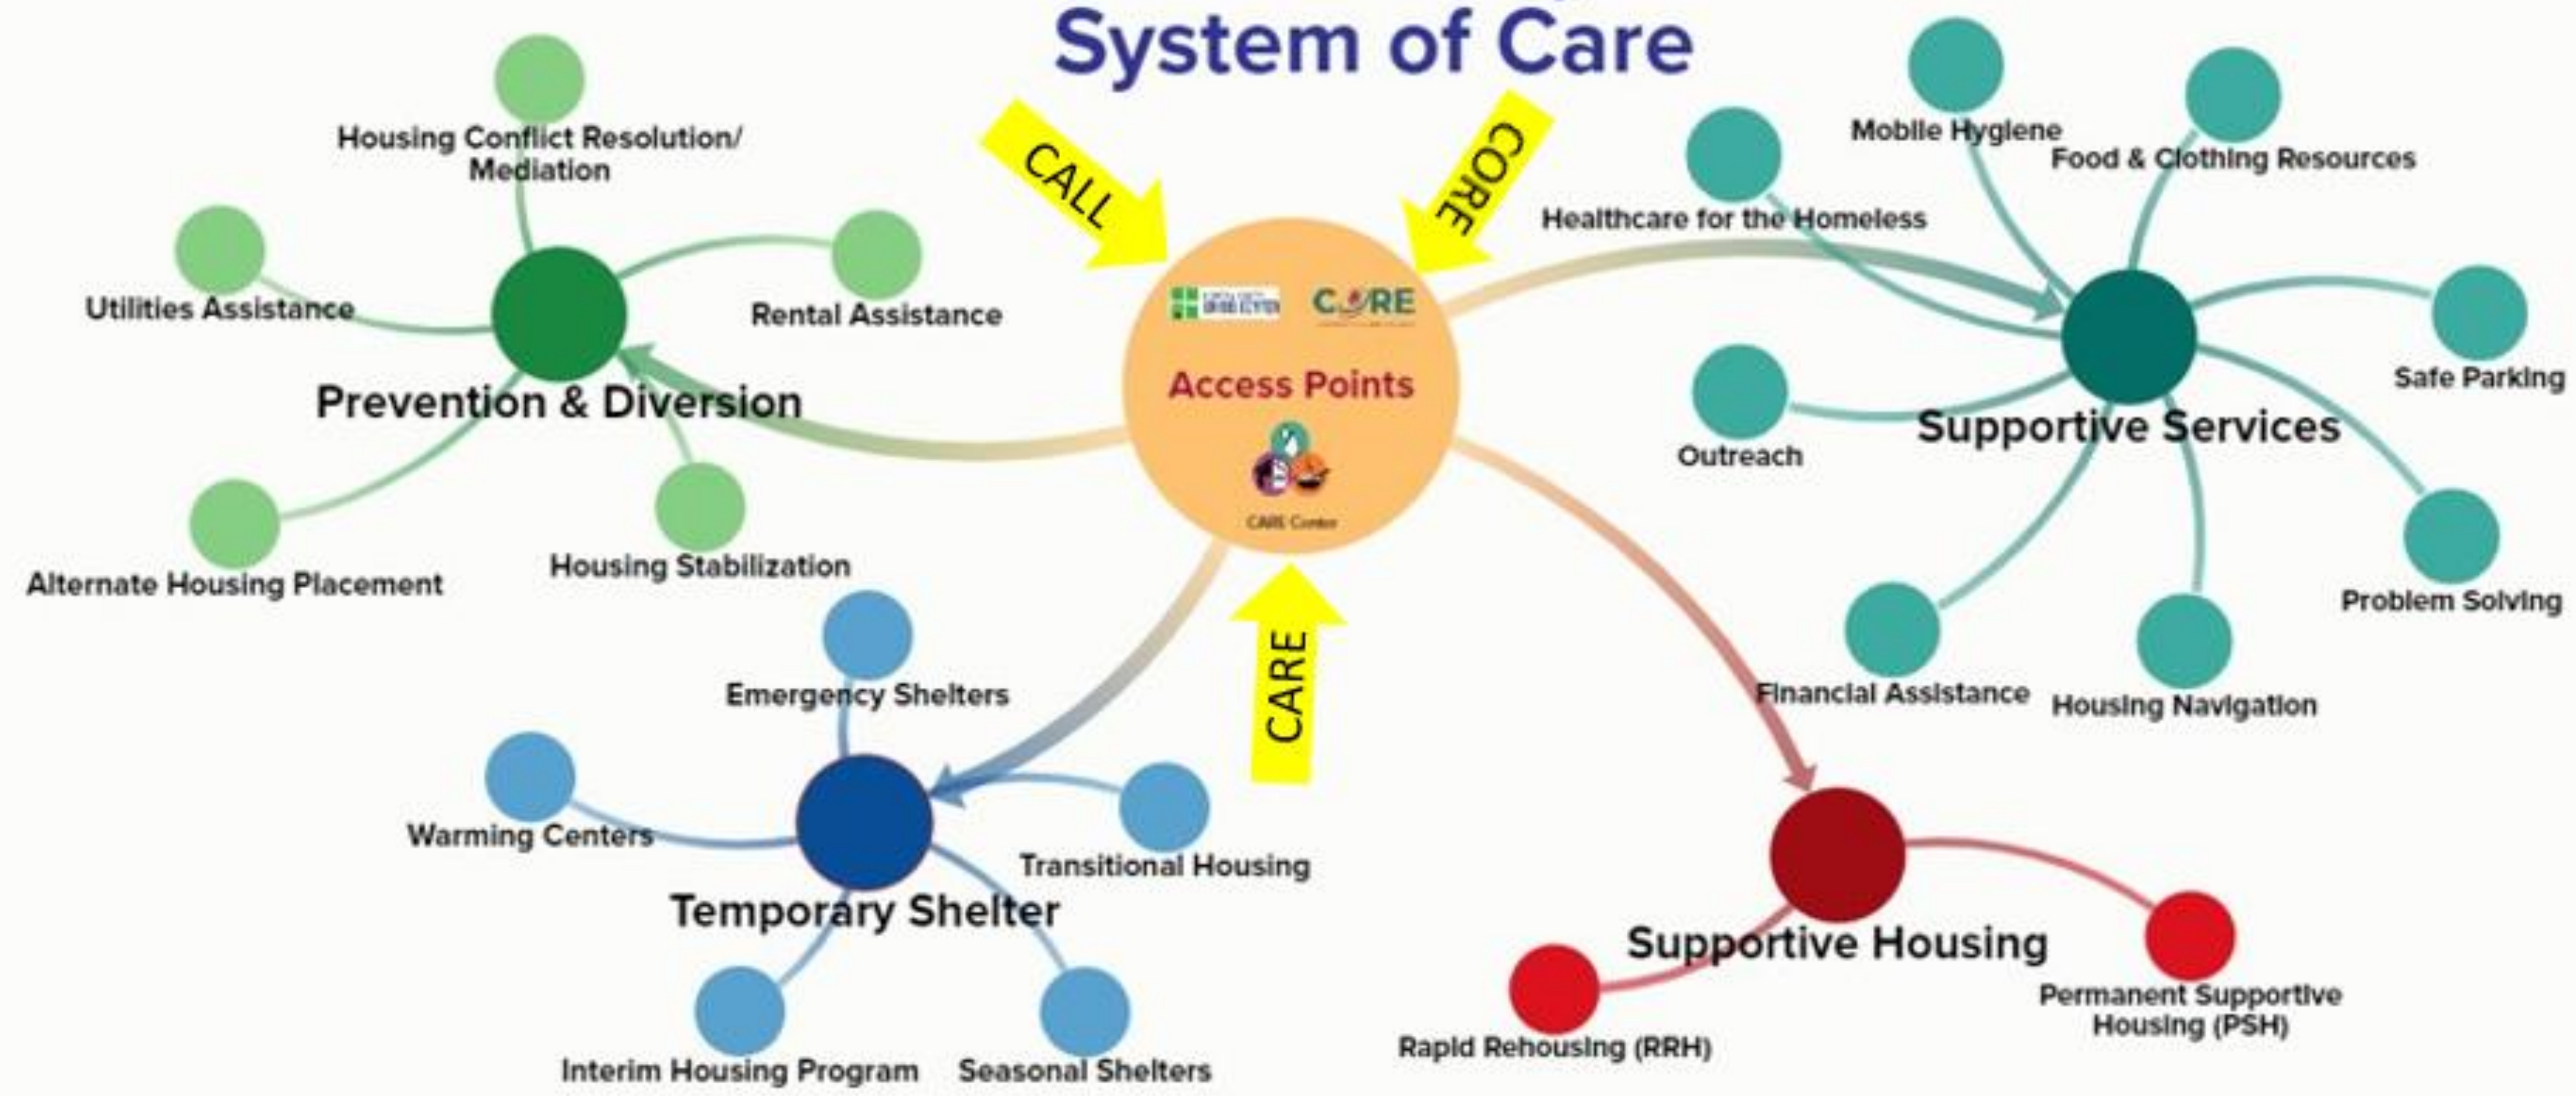 System of Care
CALL
CORE
Housing Conflict Resolution/
Mediation
Utilities Assistance
Rental Assistance
Prevention & Diversion
Alternate Housing Placement
Housing Stabilization
CORE
Access Points
CARE Center
CARE
Mobile Hygiene
Food & Clothing Resources
Healthcare for the Homeless
Safe Parking
Outreach
Supportive Services
Problem Solving
Financial Assistance
Housing Navigation
Emergency Shelters
Warming Centers
Transitional Housing
Temporary Shelter
Interim Housing Program
Seasonal Shelters
Supportive Housing
Rapid Rehousing (RRH)
Permanent Supportive
Housing (PSH)